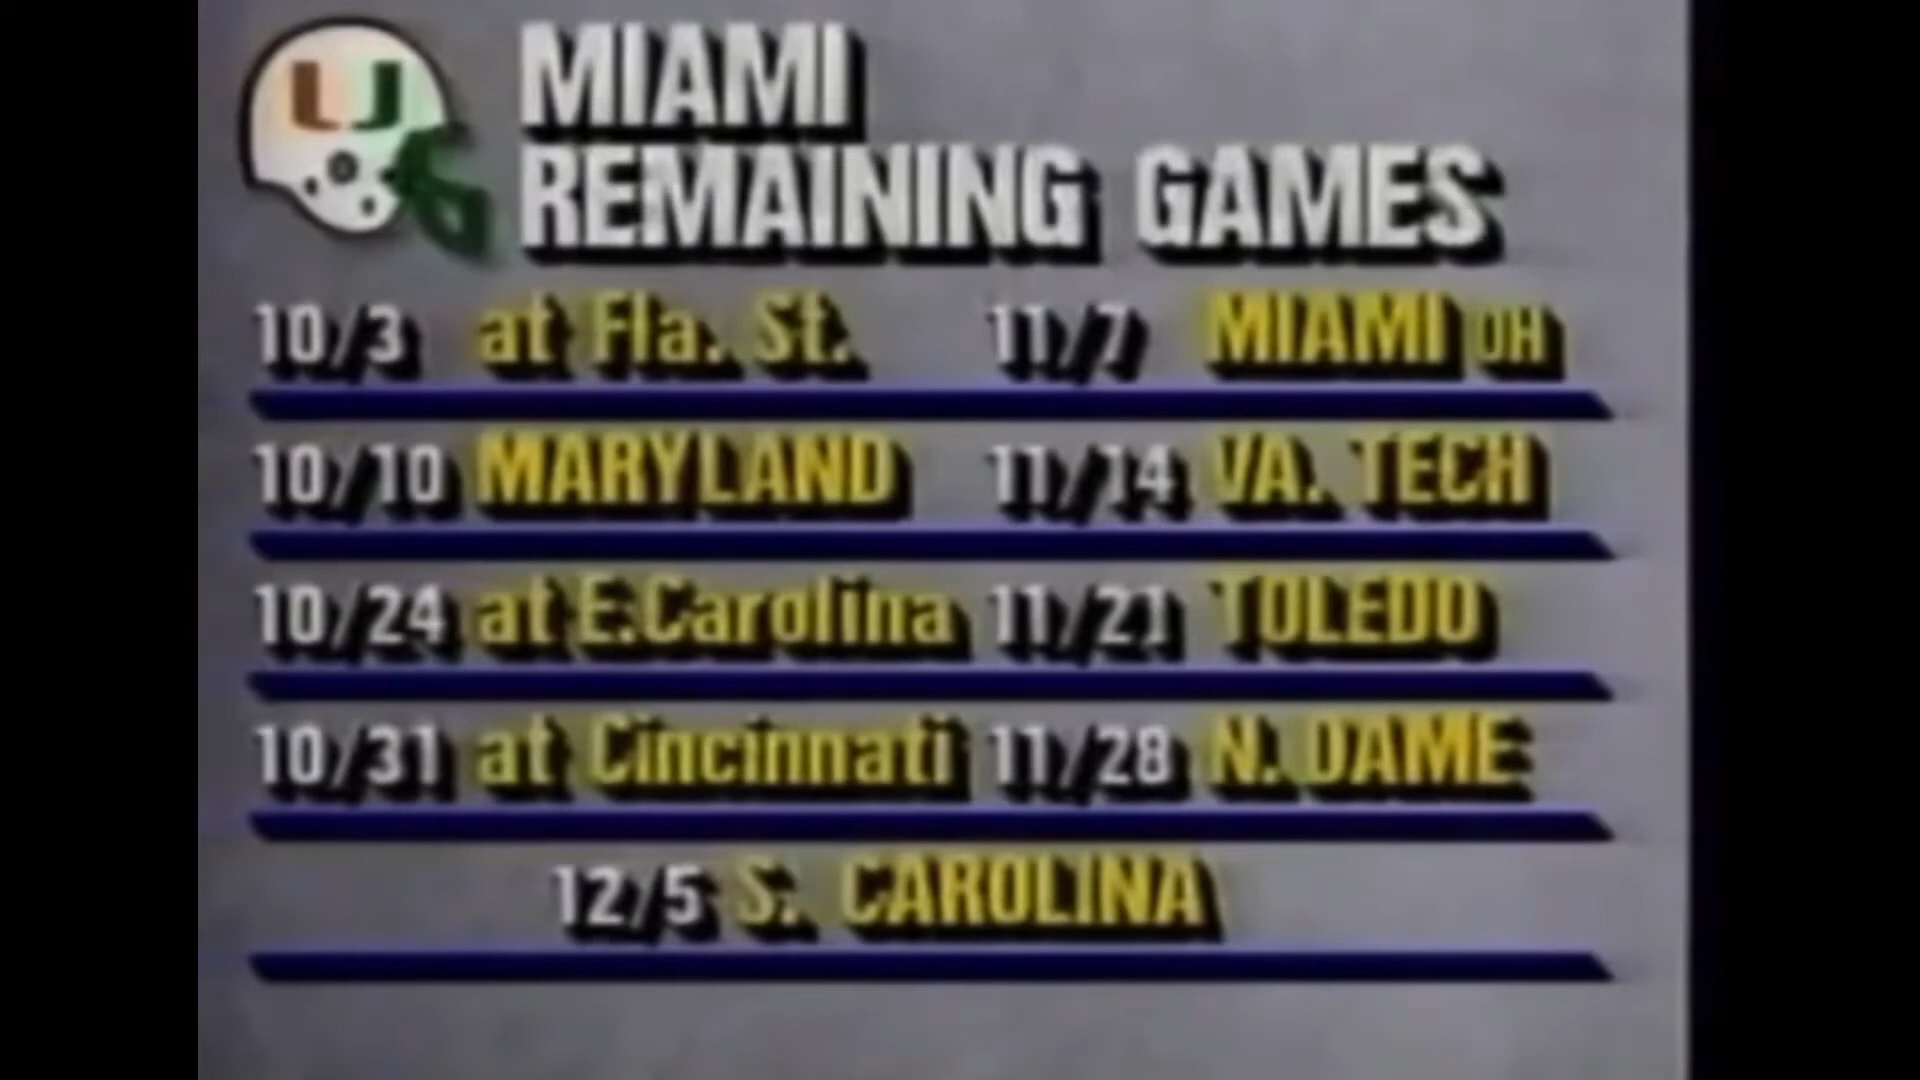 U
MIAMI
REMAINING GAMES
10/3 at Fla. St. 11/7 MIAMI OH
10/10 MARYLAND 11/14 VA. TECH
10/24 at E.Carolina 11/21 TOLEDO
10/31 at Cincinnati 11/28 N. DAME
12/5 S. CAROLINA